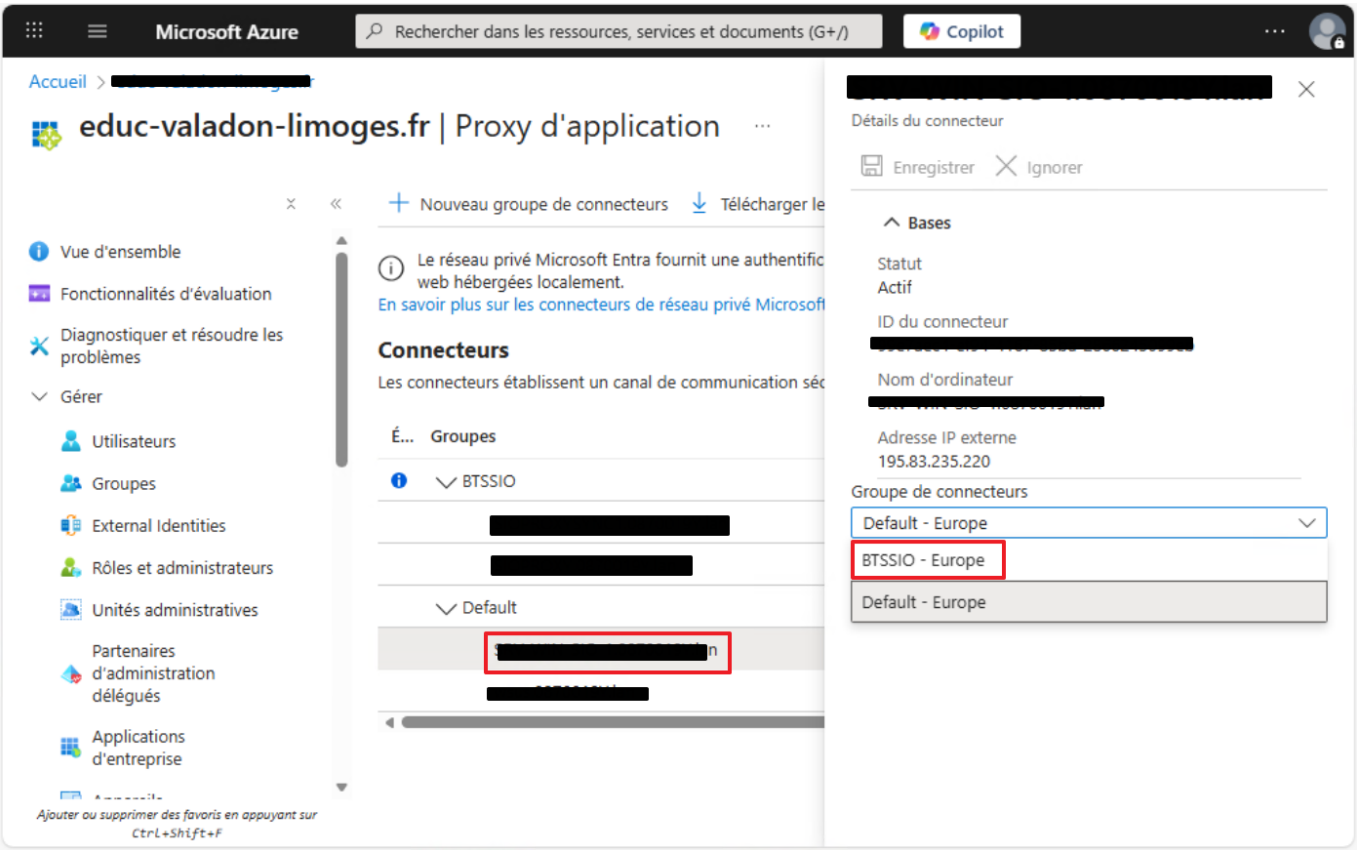 Microsoft Azure
Rechercher dans les ressources, services et documents (G+/)
Copilot
Accueil >
educ-valadon-limoges.fr | Proxy d'application
Nouveau groupe de connecteurs
Télécharger le
Vue d'ensemble
Fonctionnalités d'évaluation
Diagnostiquer et résoudre les
problèmes
Gérer
Utilisateurs
Groupes
External Identities
Rôles et administrateurs
Unités administratives
Partenaires
d'administration
délégués
Applications
d'entreprise
Ajouter ou supprimer des favoris en appuyant sur
Ctrl+Shift+F
Le réseau privé Microsoft Entra fournit une authentific
web hébergées localement.
En savoir plus sur les connecteurs de réseau privé Microsoft
Connecteurs
Les connecteurs établissent un canal de communication séc
É... Groupes
BTSSIO
Default
Détails du connecteur
Enregistrer
Ignorer
Bases
Statut
Actif
ID du connecteur
Nom d'ordinateur
Adresse IP externe
195.83.235.220
Groupe de connecteurs
Default - Europe
BTSSIO - Europe
Default - Europe